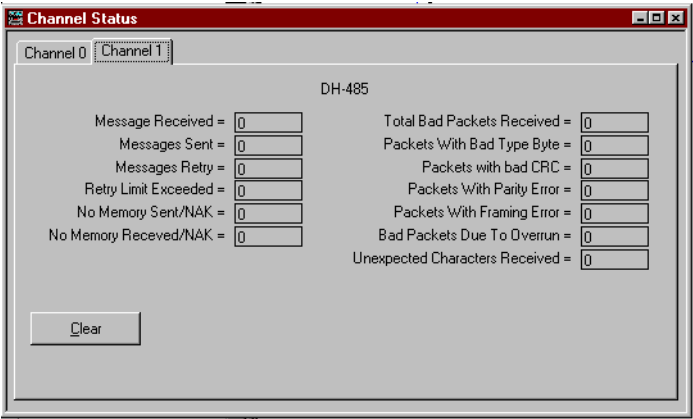 Channel Status
Channel 0 Channel 1
DH-485
Message Received = 0 Total Bad Packets Received = 0
Messages Sent = 0 Packets With Bad Type Byte = 0
Messages Retry = 0 Packets with bad CRC = 0
Retry Limit Exceeded = 0 Packets With Parity Error = 0
No Memory Sent/NAK = 0 Packets With Framing Error = 0
No Memory Receved/NAK = 0 Bad Packets Due To Overrun = 0
Unexpected Characters Received = 0
Clear